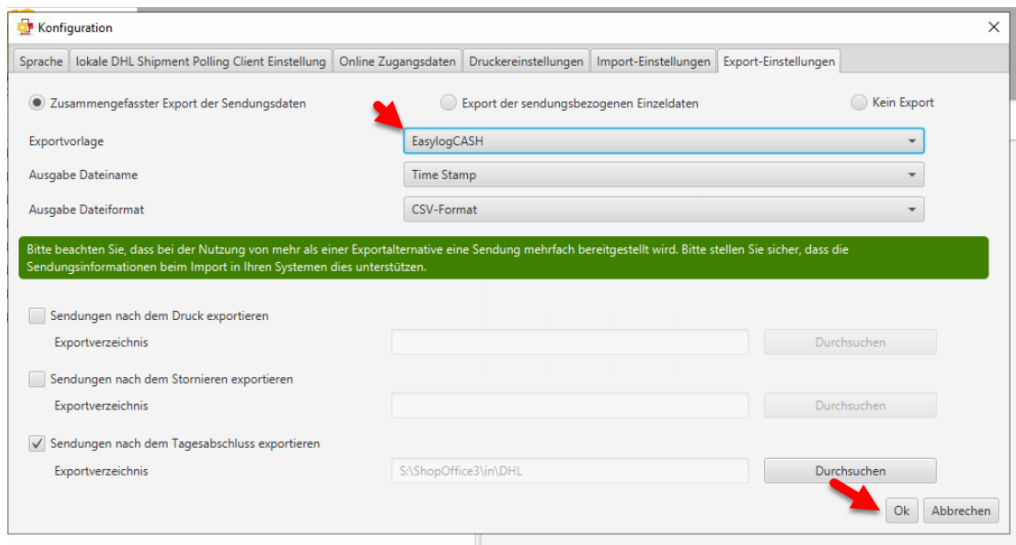 Konfiguration
Sprache lokale DHL Shipment Polling Client Einstellung Online Zugangsdaten Druckereinstellungen Import-Einstellungen Export-Einstellungen
Zusammengefasster Export der Sendungsdaten Export der sendungsbezogenen Einzeldaten Kein Export
Exportvorlage EasylogCASH
Ausgabe Dateiname Time Stamp
Ausgabe Dateiformat CSV-Format
Bitte beachten Sie, dass bei der Nutzung von mehr als einer Exportalternative eine Sendung mehrfach bereitgestellt wird. Bitte stellen Sie sicher, dass die
Sendungsinformationen beim Import in Ihren Systemen dies unterstützen.
Sendungen nach dem Druck exportieren
Exportverzeichnis Durchsuchen
Sendungen nach dem Stornieren exportieren
Exportverzeichnis Durchsuchen
Sendungen nach dem Tagesabschluss exportieren
Exportverzeichnis S:\ShopOffice3\in\DHL Durchsuchen
Ok Abbrechen